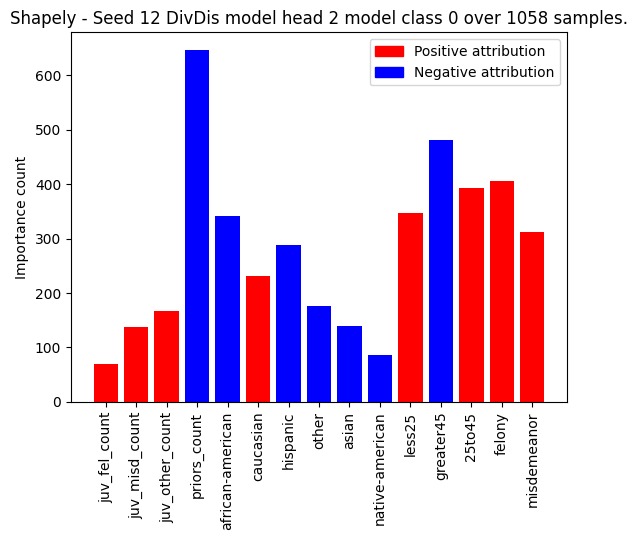 Shapely - Seed 12 DivDis model head 2 model class 0 over 1058 samples.
Positive attribution
Negative attribution
Importance count
600
500
400
300
200
100
0
juv_fel_count
juv_misd_count
juv_other_count
priors_count
african-american
caucasian
hispanic
other
asian
native-american
less25
greater45
25to45
felony
misdemeanor